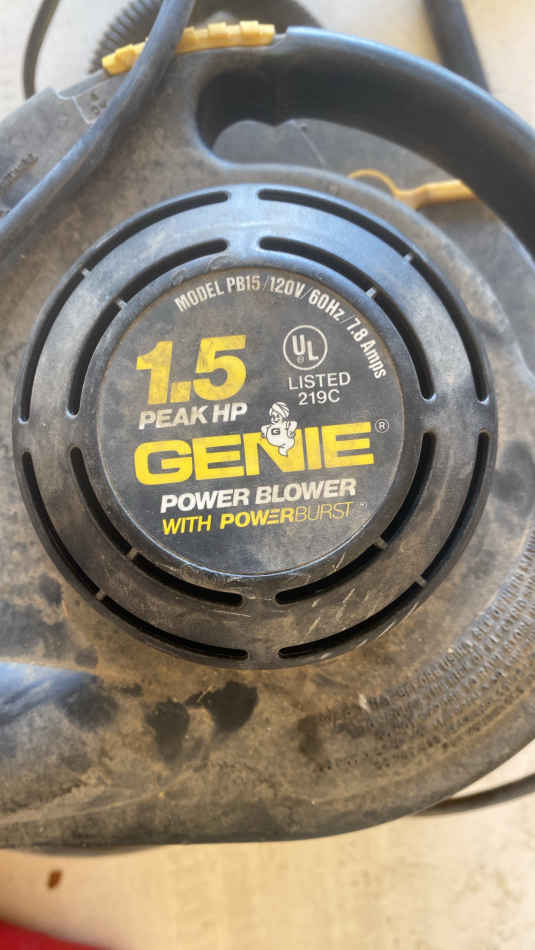 MODEL PB15/120V/60Hz/7.8 Amps
1.5
PEAK HP
UL
®
LISTED
219C
GENIE®
POWER BLOWER
WITH POWERBURST™